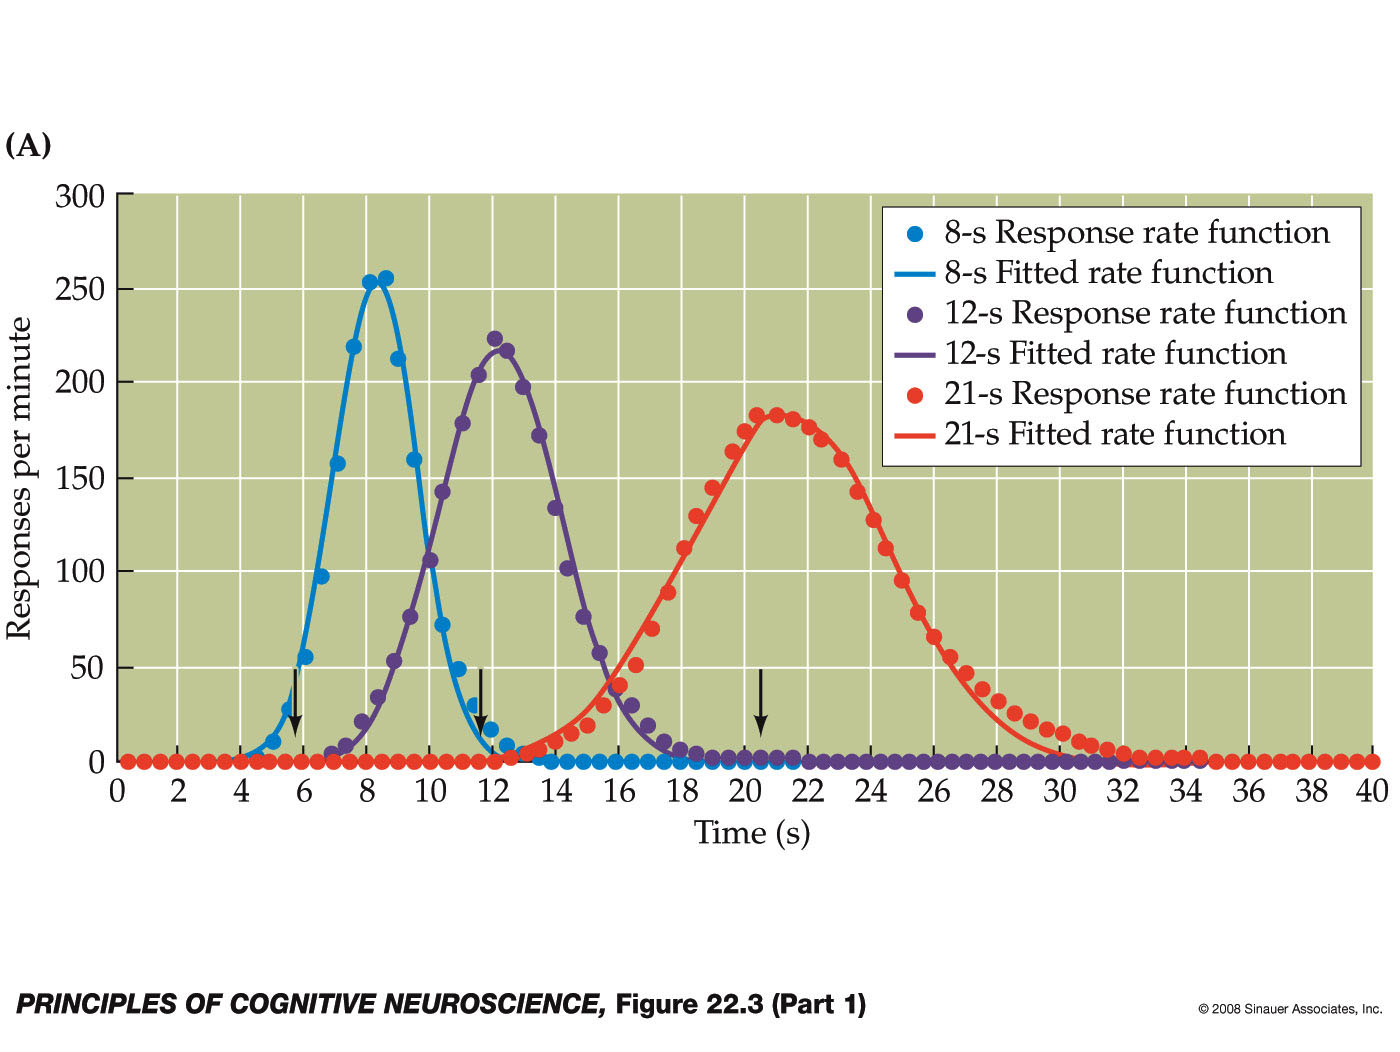 (A)
300
250
200
150
100
50
0
Responses per minute
8-s Response rate function
8-s Fitted rate function
12-s Response rate function
12-s Fitted rate function
21-s Response rate function
21-s Fitted rate function
0 2 4 6 8 10 12 14 16 18 20 22 24 26 28 30 32 34 36 38 40
Time (s)
PRINCIPLES OF COGNITIVE NEUROSCIENCE, Figure 22.3 (Part 1)
© 2008 Sinauer Associates, Inc.